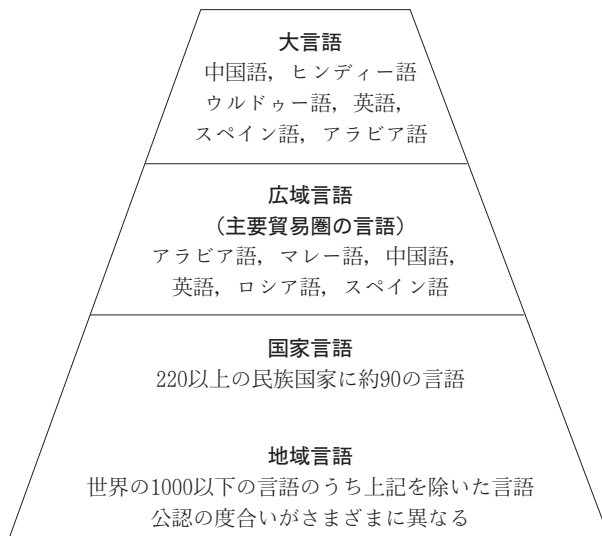 大言語
中国語，ヒンディー語
ウルドゥー語，英語，
スペイン語，アラビア語
広域言語
（主要貿易圏の言語）
アラビア語，マレー語，中国語，
英語，ロシア語，スペイン語
国家言語
220以上の民族国家に約90の言語
地域言語
世界の1000以下の言語のうち上記を除いた言語
公認の度合いがさまざまに異なる